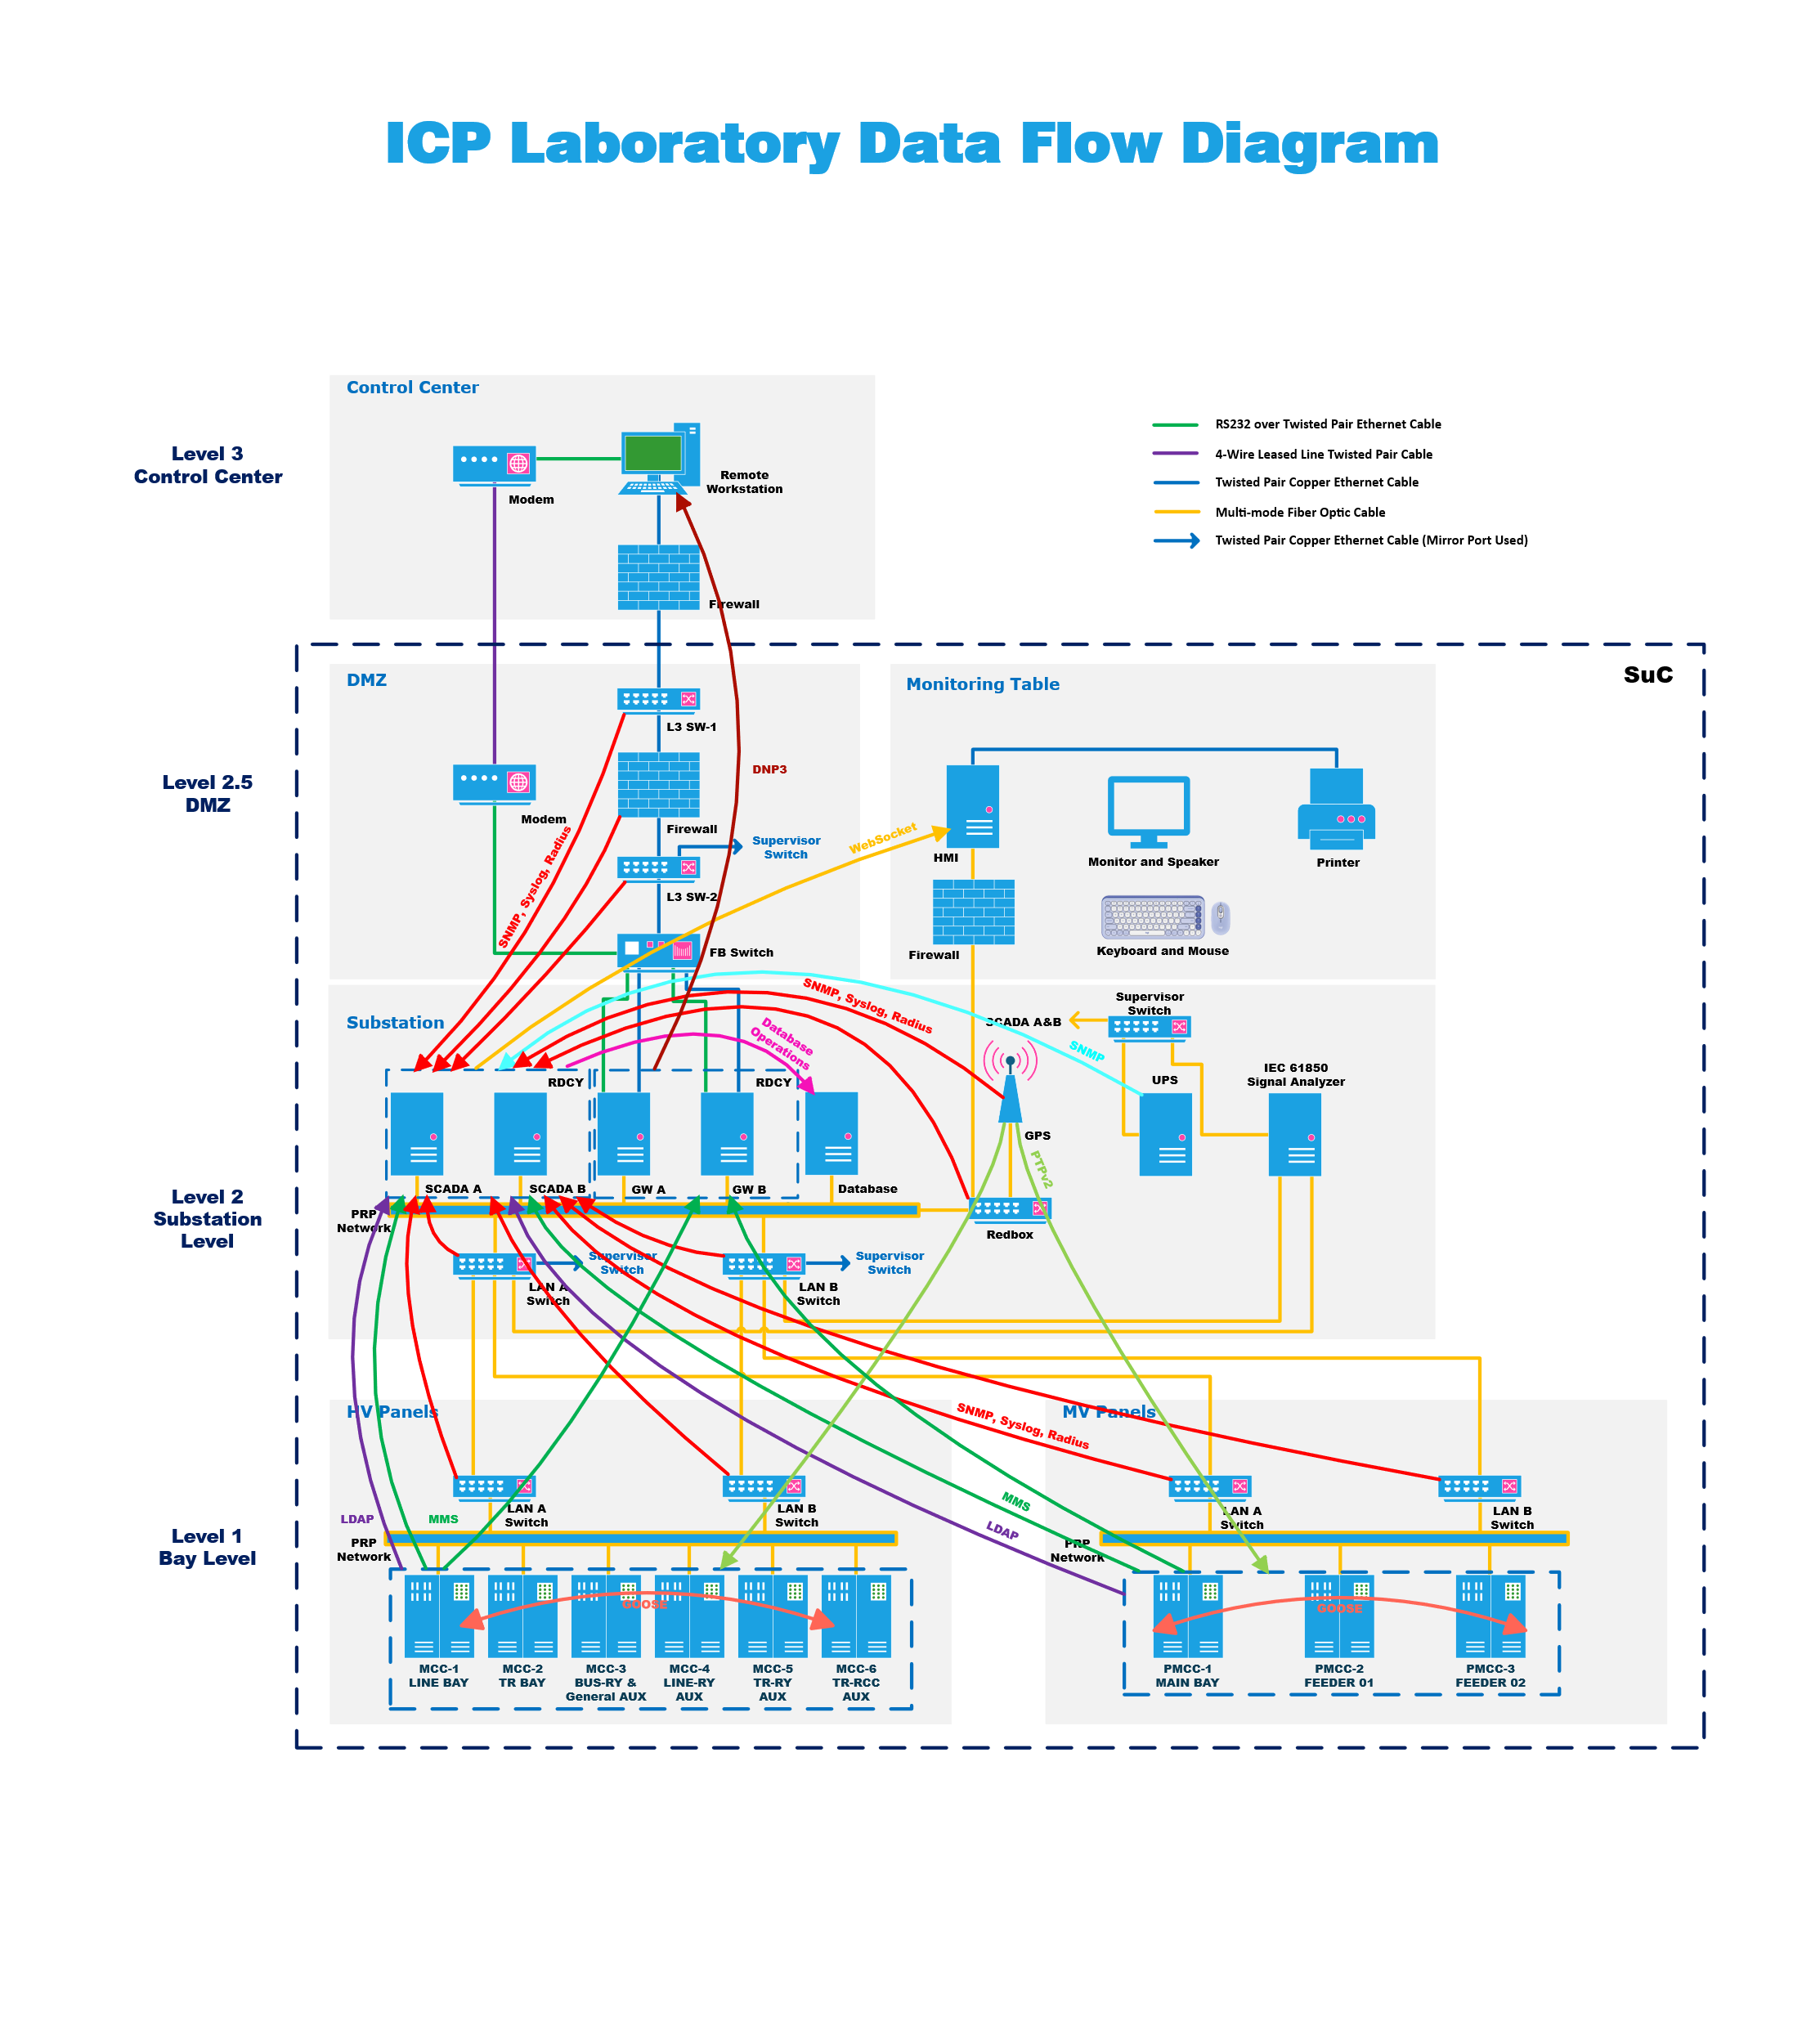 ICP Laboratory Data Flow Diagram
Level 3
Control Center
Control Center
Modem
Remote
Workstation
Firewall
RS232 over Twisted Pair Ethernet Cable
4-Wire Leased Line Twisted Pair Cable
Twisted Pair Copper Ethernet Cable
Multi-mode Fiber Optic Cable
Twisted Pair Copper Ethernet Cable (Mirror Port Used)
SuC
Level 2.5
DMZ
DMZ
L3 SW-1
Modem
Firewall
DNP3
Supervisor
Switch
L3 SW-2
FB Switch
SNMP, Syslog, Radius
WebSocket
Monitoring Table
HMI
Monitor and Speaker
Printer
Firewall
Keyboard and Mouse
Level 2
Substation
Level
Substation
SNMP, Syslog, Radius
Database
Operations
SCADA A&B
Supervisor
Switch
SNMP
RDCY
RDCY
UPS
IEC 61850
Signal Analyzer
GPS
PTPv2
SCADA A
SCADA B
GW A
GW B
Database
PRP
Network
Redbox
LAN A
Switch
Supervisor
Switch
LAN B
Switch
Supervisor
Switch
Level 1
Bay Level
HV Panels
LAN A
Switch
LAN B
Switch
LDAP
MMS
PRP
Network
GOOSE
MCC-1
LINE BAY
MCC-2
TR BAY
MCC-3
BUS-RY &
General AUX
MCC-4
LINE-RY
AUX
MCC-5
TR-RY
AUX
MCC-6
TR-RCC
AUX
MV Panels
SNMP, Syslog, Radius
MMS
LDAP
LAN A
Switch
LAN B
Switch
PRP
Network
GOOSE
PMCC-1
MAIN BAY
PMCC-2
FEEDER 01
PMCC-3
FEEDER 02